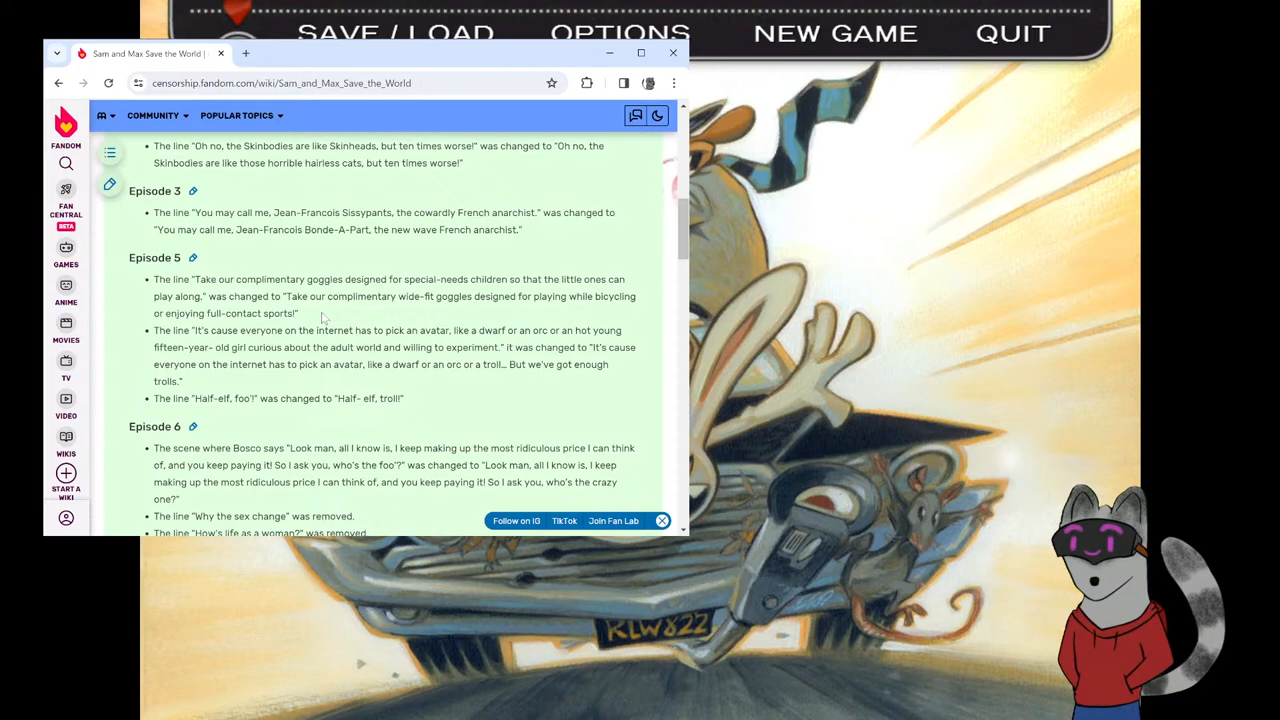 SAVE / LOAD OPTIONS NEW GAME QUIT
Sam and Max Save the World |
censorship.fandom.com/wiki/Sam_and_Max_Save_the_World
COMMUNITY POPULAR TOPICS
FANDOM
FAN CENTRAL
BETA
GAMES
ANIME
MOVIES
TV
VIDEO
WIKIS
START A WIKI
The line "Oh no, the Skinbodies are like Skinheads, but ten times worse!" was changed to "Oh no, the
Skinbodies are like those horrible hairless cats, but ten times worse!"
Episode 3
The line "You may call me, Jean-Francois Sissypants, the cowardly French anarchist." was changed to
"You may call me, Jean-Francois Bonde-A-Part, the new wave French anarchist."
Episode 5
The line "Take our complimentary goggles designed for special-needs children so that the little ones can
play along." was changed to "Take our complimentary wide-fit goggles designed for playing while bicycling
or enjoying full-contact sports!"
The line "It's cause everyone on the internet has to pick an avatar, like a dwarf or an orc or an hot young
fifteen-year- old girl curious about the adult world and willing to experiment." it was changed to "It's cause
everyone on the internet has to pick an avatar, like a dwarf or an orc or a troll... But we've got enough
trolls."
The line "Half-elf, foo'!" was changed to "Half- elf, troll!"
Episode 6
The scene where Bosco says "Look man, all I know is, I keep making up the most ridiculous price I can think
of, and you keep paying it! So I ask you, who's the foo'?" was changed to "Look man, all I know is, I keep
making up the most ridiculous price I can think of, and you keep paying it! So I ask you, who's the crazy
one?"
The line "Why the sex change" was removed.
The line "How's life as a woman?" was removed.
Follow on IG TikTok Join Fan Lab
KLW822